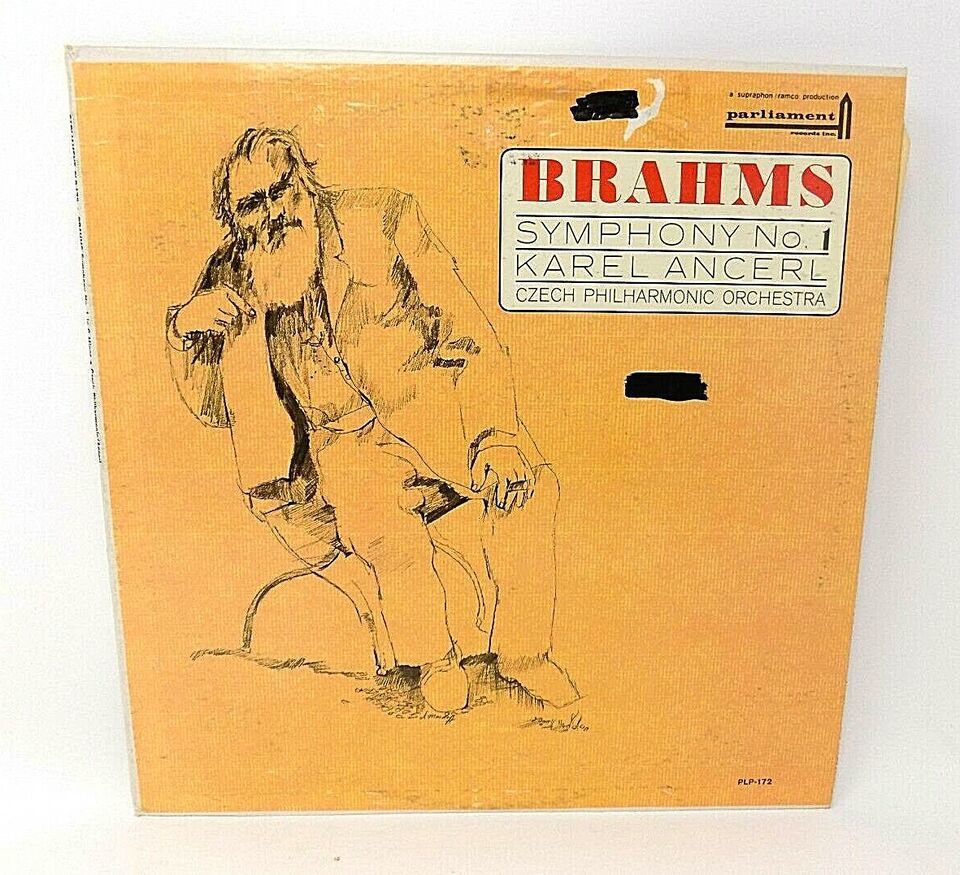 a supraphon/ramco production
parliament
records inc.
BRAHMS
SYMPHONY No. 1
KAREL ANCERL
CZECH PHILHARMONIC ORCHESTRA
PLP-172